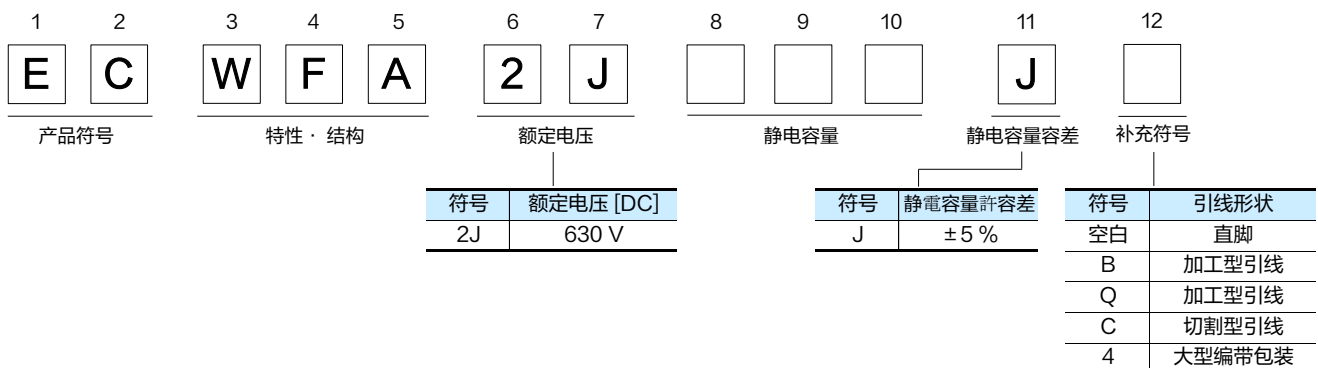 1 2 3 4 5 6 7 8 9 10 11 12
E C W F A 2 J J
产品符号 特性·结构 额定电压 静电容量 静电容量容差 补充符号
符号 额定电压 [DC]
2J 630 V
符号 静電容量許容差
J ±5 %
符号 引线形状
空白 直脚
B 加工型引线
Q 加工型引线
C 切割型引线
4 大型编带包装